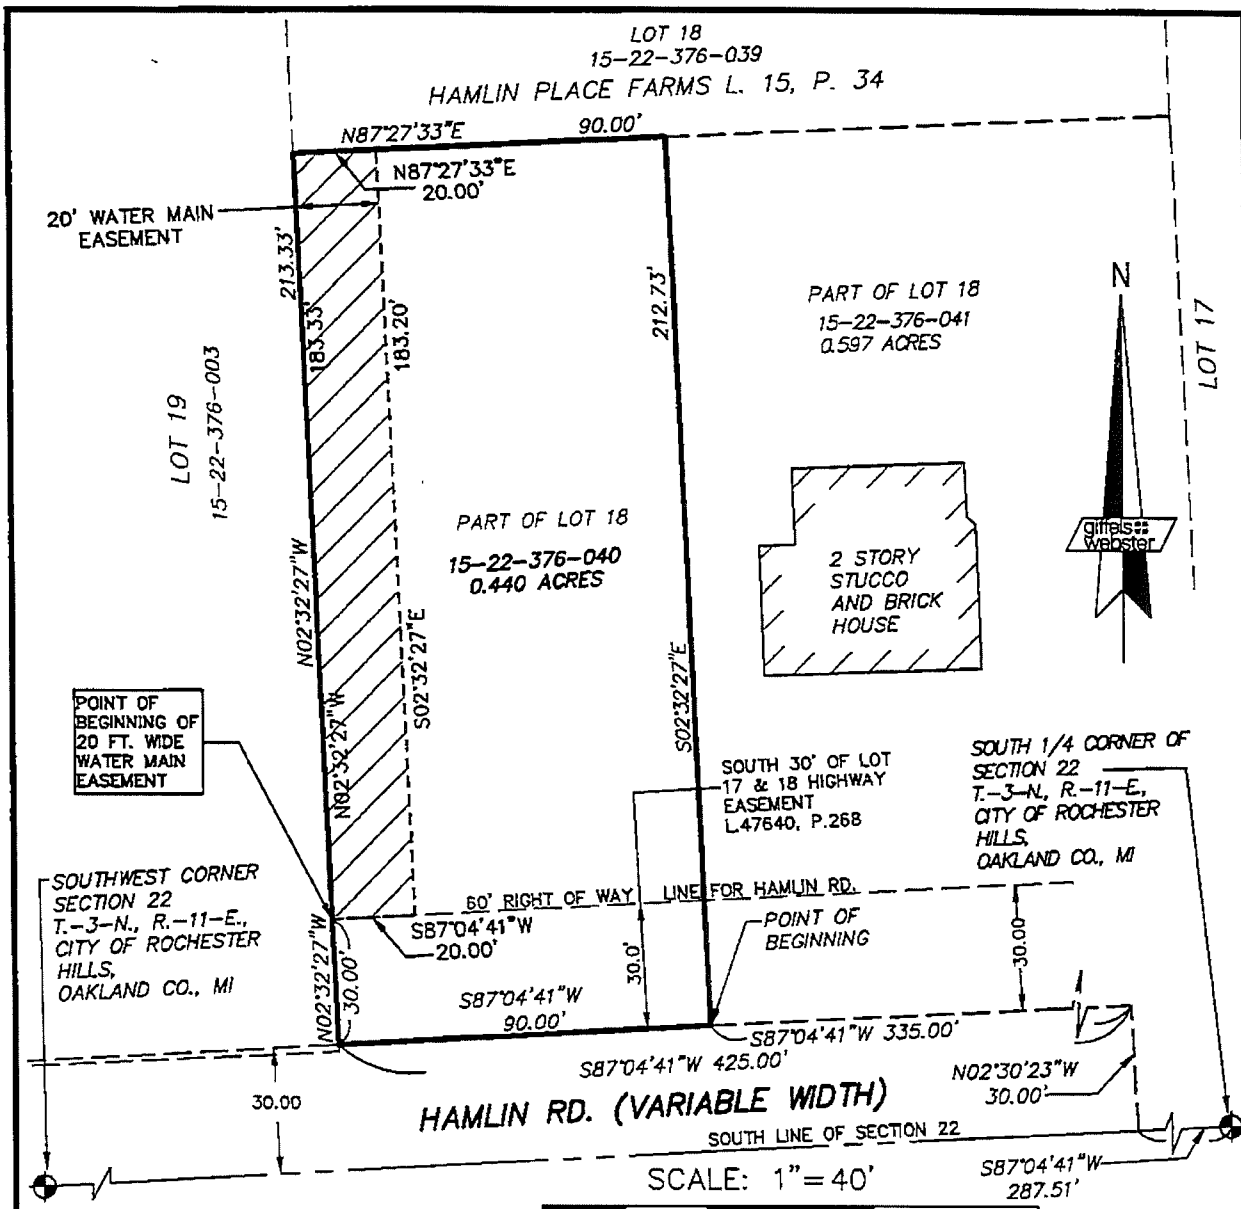 LOT 18
15-22-376-039
HAMLIN PLACE FARMS L. 15, P. 34
N87°27'33"E
90.00'
N87°27'33"E
20.00'
20' WATER MAIN
EASEMENT
213.33'
183.33'
183.20'
212.73'
LOT 19
15-22-376-003
PART OF LOT 18
15-22-376-041
0.597 ACRES
N
LOT 17
giffels
webster
PART OF LOT 18
15-22-376-040
0.440 ACRES
2 STORY
STUCCO
AND BRICK
HOUSE
N02°32'27"W
N02°32'27"W
S02°32'27"E
S02°32'27"E
POINT OF
BEGINNING OF
20 FT. WIDE
WATER MAIN
EASEMENT
SOUTH 30' OF LOT
17 & 18 HIGHWAY
EASEMENT
L.47640, P.268
SOUTH 1/4 CORNER OF
SECTION 22
T.-3-N., R.-11-E,
CITY OF ROCHESTER
HILLS,
OAKLAND CO., MI
SOUTHWEST CORNER
SECTION 22
T.-3-N., R.-11-E.,
CITY OF ROCHESTER
HILLS,
OAKLAND CO., MI
60' RIGHT OF WAY LINE FOR HAMLIN RD.
S87°04'41"W
20.00'
POINT OF
BEGINNING
N02°32'27"W
30.00'
30.0'
30.00
S87°04'41"W
90.00'
S87°04'41"W 335.00'
S87°04'41"W 425.00'
N02°30'23"W
30.00'
30.00
HAMLIN RD. (VARIABLE WIDTH)
SOUTH LINE OF SECTION 22
S87°04'41"W
287.51'
SCALE: 1"=40'